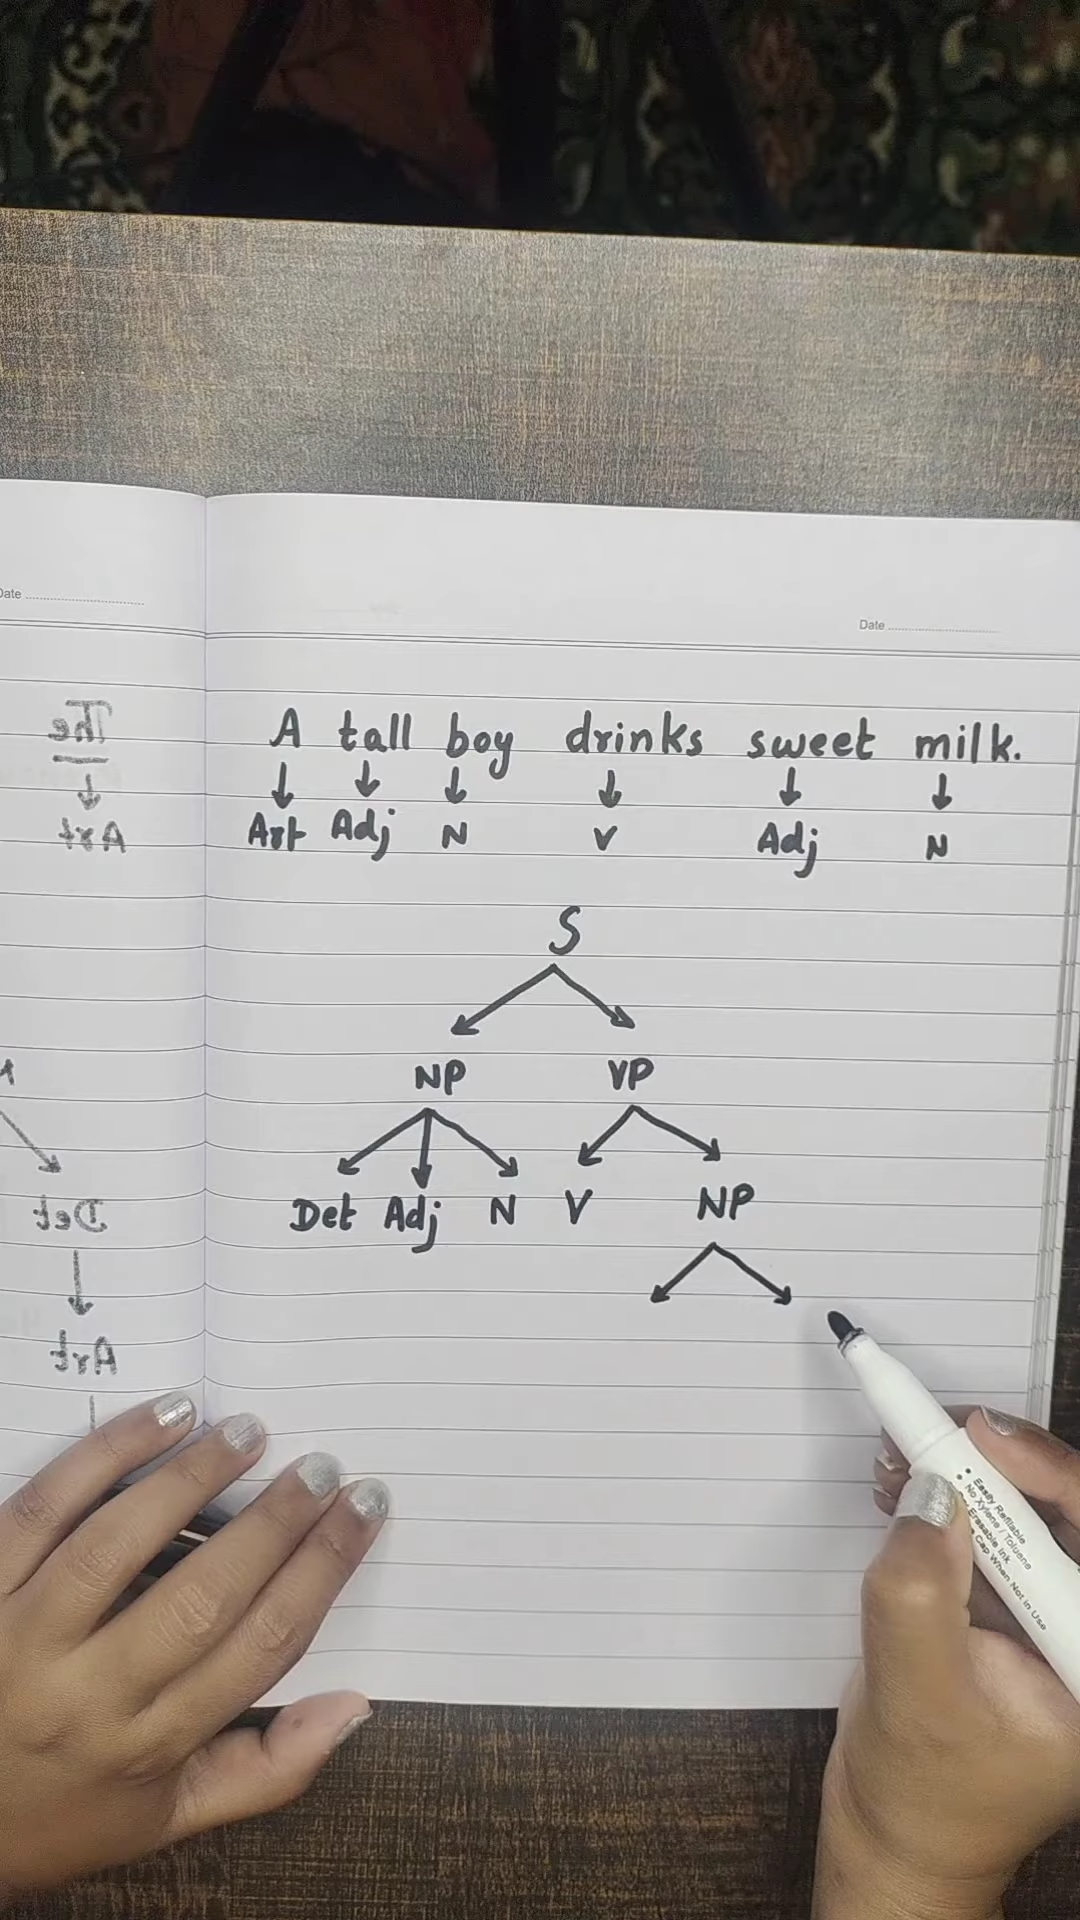 Date
Date
A tall boy drinks sweet milk.
Art Adj N V Adj N
S
NP VP
Det Adj N V NP
The
Art
Det
Art
Easily Refillable
No Xylene / Toluene
Erasable Ink
Cap When Not in Use